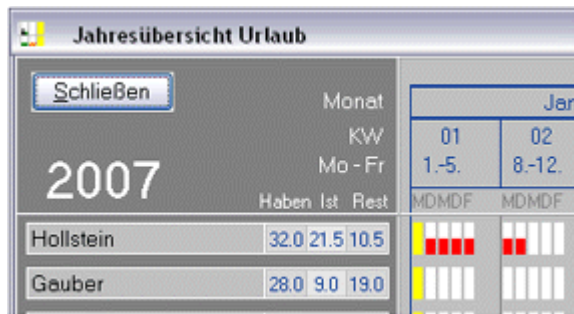 Jahresübersicht Urlaub
Schließen
Monat
Jan
KW 01 02
2007
Mo - Fr 1.-5. 8.-12.
Haben Ist Rest MDMDF MDMDF
Hollstein 32.0 21.5 10.5
Gauber 28.0 9.0 19.0